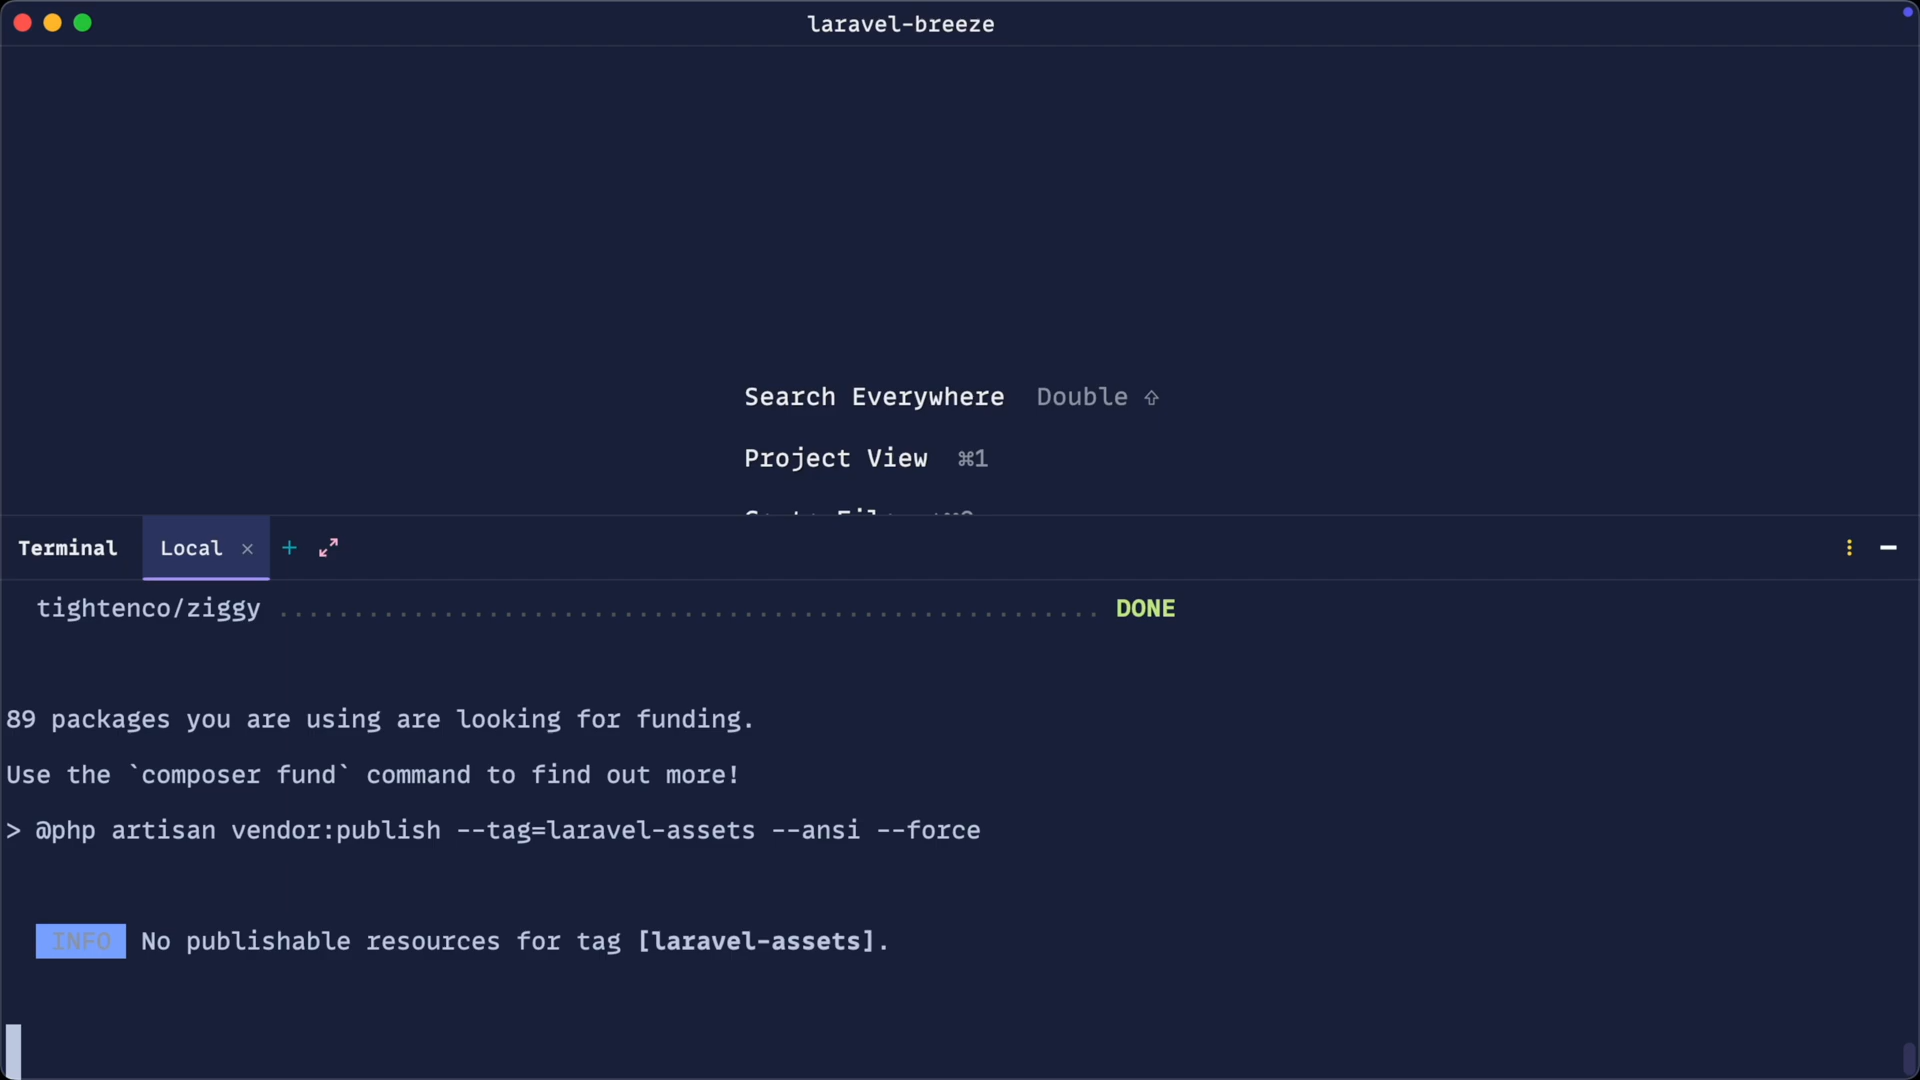 laravel-breeze
Search Everywhere Double ⇧
Project View ⌘1
Terminal Local × +
tightenco/ziggy ....................................................... DONE
89 packages you are using are looking for funding.
Use the `composer fund` command to find out more!
> @php artisan vendor:publish --tag=laravel-assets --ansi --force
INFO No publishable resources for tag [laravel-assets].